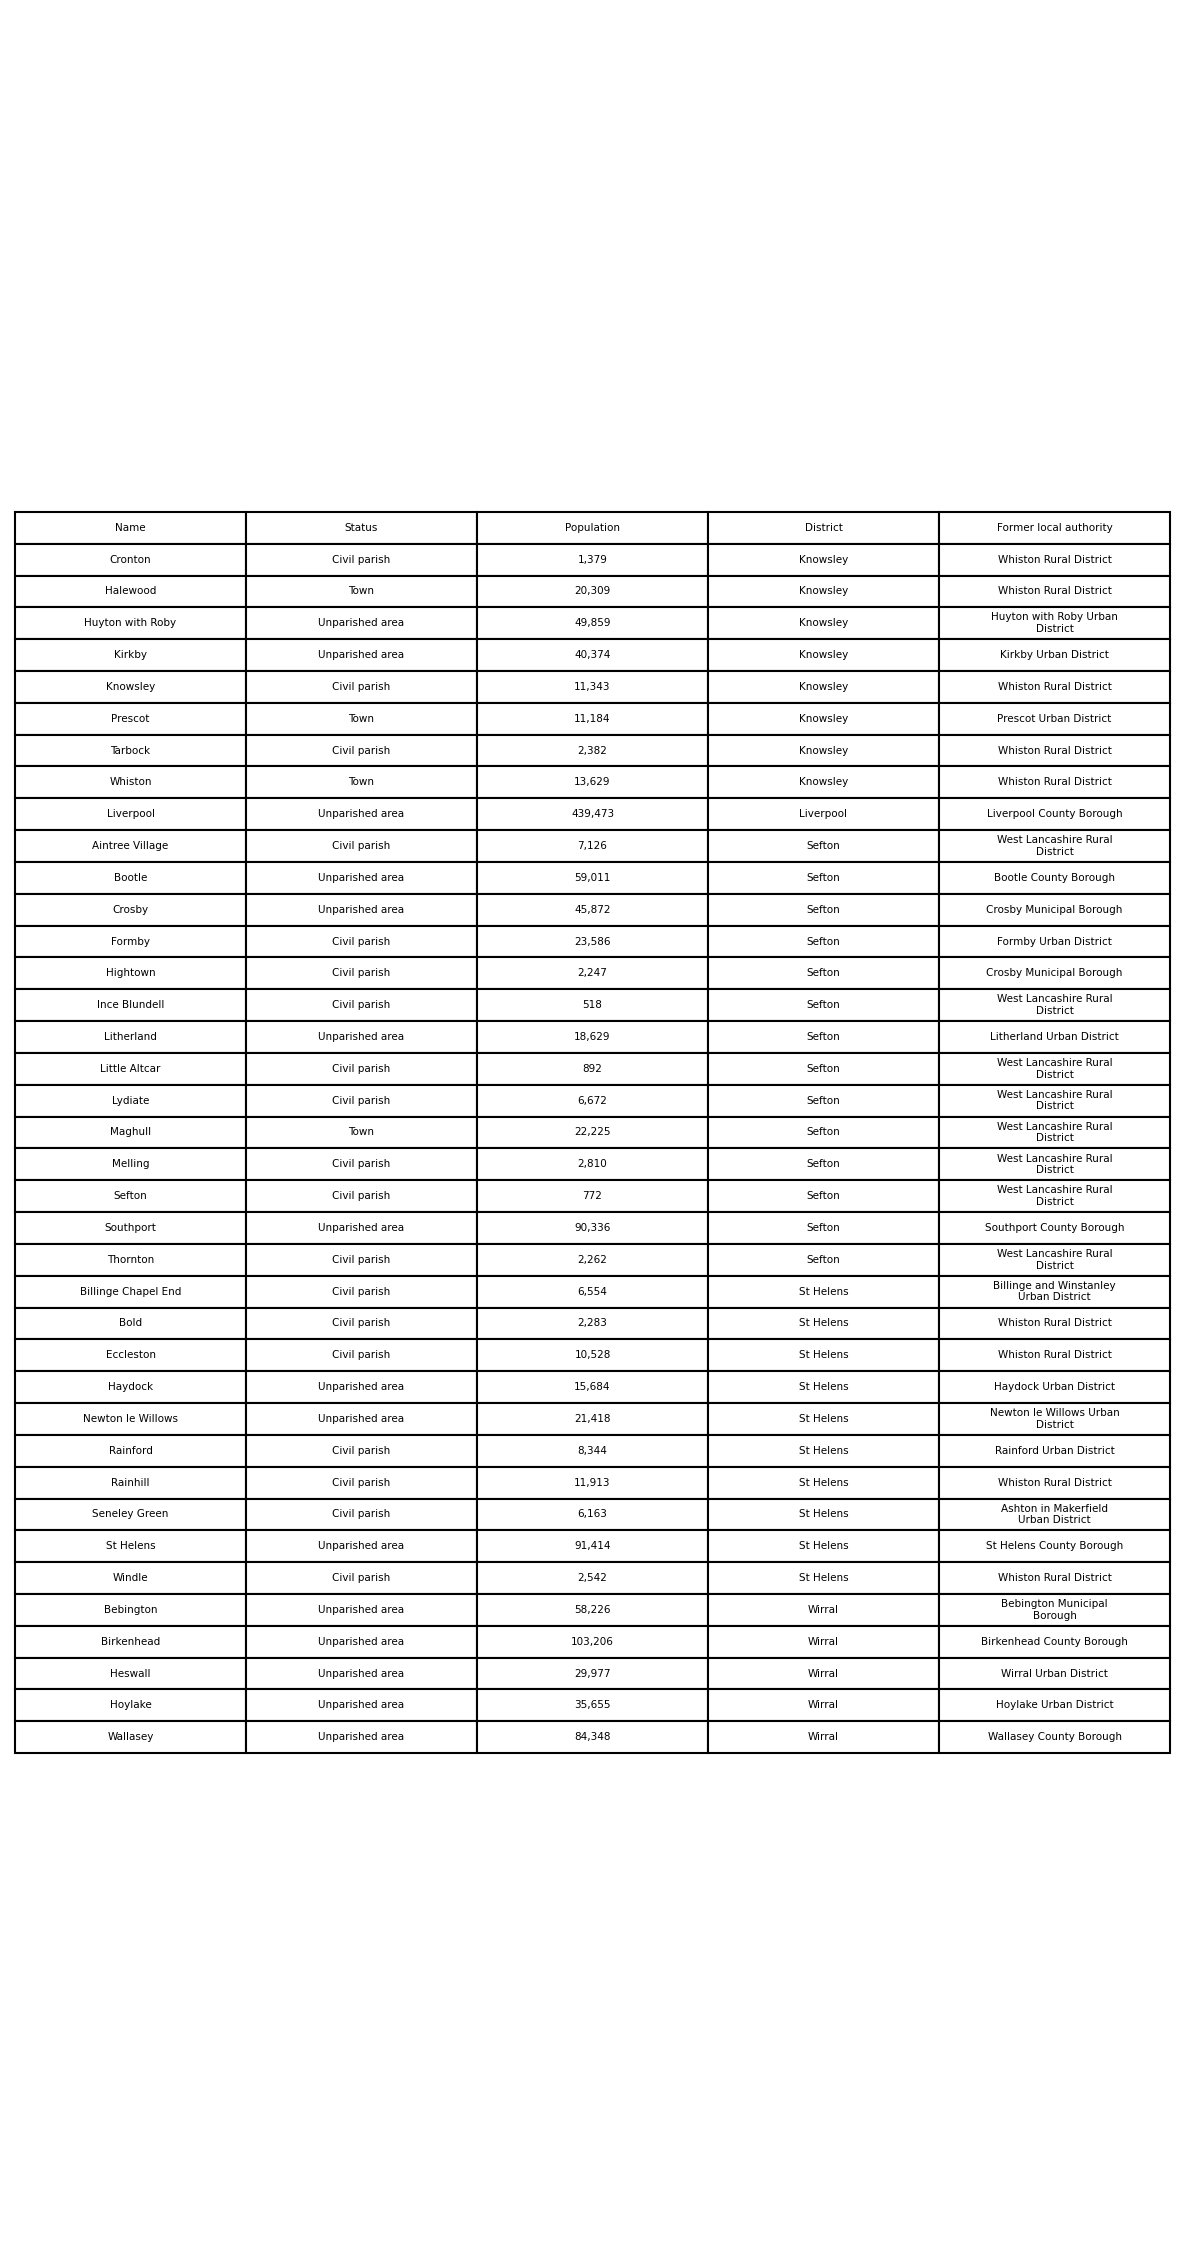 Name Status Population District Former local authority
Cronton Civil parish 1,379 Knowsley Whiston Rural District
Halewood Town 20,309 Knowsley Whiston Rural District
Huyton with Roby Unparished area 49,859 Knowsley Huyton with Roby Urban
District
Kirkby Unparished area 40,374 Knowsley Kirkby Urban District
Knowsley Civil parish 11,343 Knowsley Whiston Rural District
Prescot Town 11,184 Knowsley Prescot Urban District
Tarbock Civil parish 2,382 Knowsley Whiston Rural District
Whiston Town 13,629 Knowsley Whiston Rural District
Liverpool Unparished area 439,473 Liverpool Liverpool County Borough
Aintree Village Civil parish 7,126 Sefton West Lancashire Rural
District
Bootle Unparished area 59,011 Sefton Bootle County Borough
Crosby Unparished area 45,872 Sefton Crosby Municipal Borough
Formby Civil parish 23,586 Sefton Formby Urban District
Hightown Civil parish 2,247 Sefton Crosby Municipal Borough
Ince Blundell Civil parish 518 Sefton West Lancashire Rural
District
Litherland Unparished area 18,629 Sefton Litherland Urban District
Little Altcar Civil parish 892 Sefton West Lancashire Rural
District
Lydiate Civil parish 6,672 Sefton West Lancashire Rural
District
Maghull Town 22,225 Sefton West Lancashire Rural
District
Melling Civil parish 2,810 Sefton West Lancashire Rural
District
Sefton Civil parish 772 Sefton West Lancashire Rural
District
Southport Unparished area 90,336 Sefton Southport County Borough
Thornton Civil parish 2,262 Sefton West Lancashire Rural
District
Billinge Chapel End Civil parish 6,554 St Helens Billinge and Winstanley
Urban District
Bold Civil parish 2,283 St Helens Whiston Rural District
Eccleston Civil parish 10,528 St Helens Whiston Rural District
Haydock Unparished area 15,684 St Helens Haydock Urban District
Newton le Willows Unparished area 21,418 St Helens Newton le Willows Urban
District
Rainford Civil parish 8,344 St Helens Rainford Urban District
Rainhill Civil parish 11,913 St Helens Whiston Rural District
Seneley Green Civil parish 6,163 St Helens Ashton in Makerfield
Urban District
St Helens Unparished area 91,414 St Helens St Helens County Borough
Windle Civil parish 2,542 St Helens Whiston Rural District
Bebington Unparished area 58,226 Wirral Bebington Municipal
Borough
Birkenhead Unparished area 103,206 Wirral Birkenhead County Borough
Heswall Unparished area 29,977 Wirral Wirral Urban District
Hoylake Unparished area 35,655 Wirral Hoylake Urban District
Wallasey Unparished area 84,348 Wirral Wallasey County Borough